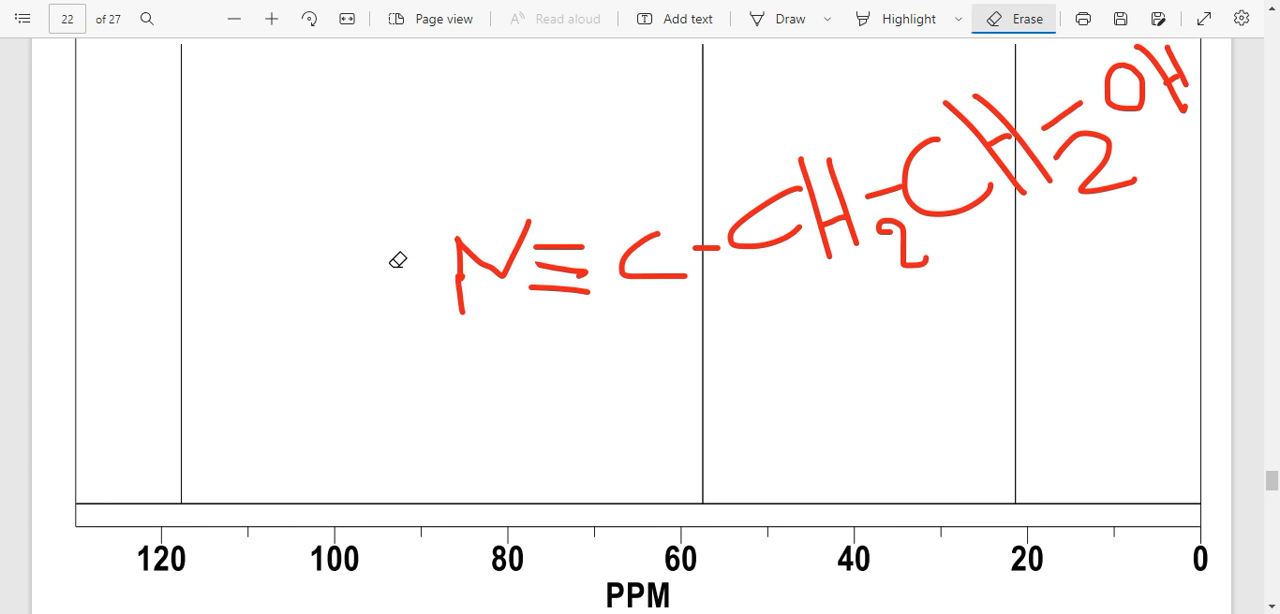 22 of 27 Page view Read aloud Add text Draw Highlight Erase
N≡C-CH2-CH2-OH
120 100 80 60 40 20 0
PPM